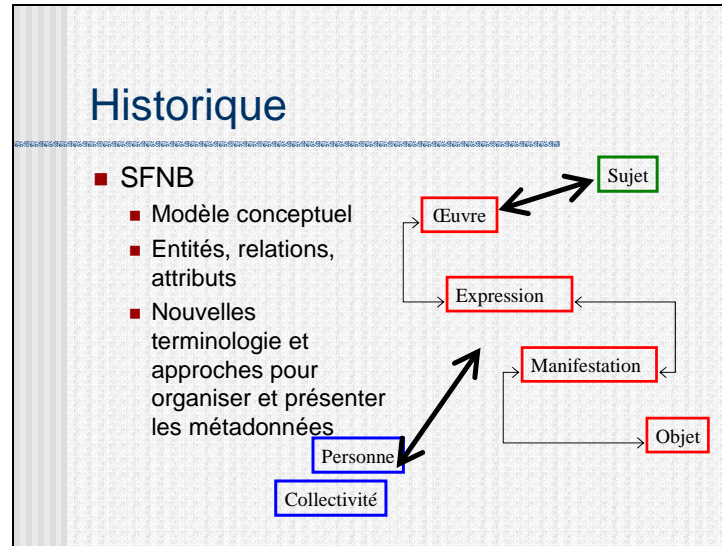 Historique
SFNB
Modèle conceptuel
Entités, relations,
attributs
Nouvelles
terminologie et
approches pour
organiser et présenter
les métadonnées
Sujet
Œuvre
Expression
Manifestation
Objet
Personne
Collectivité